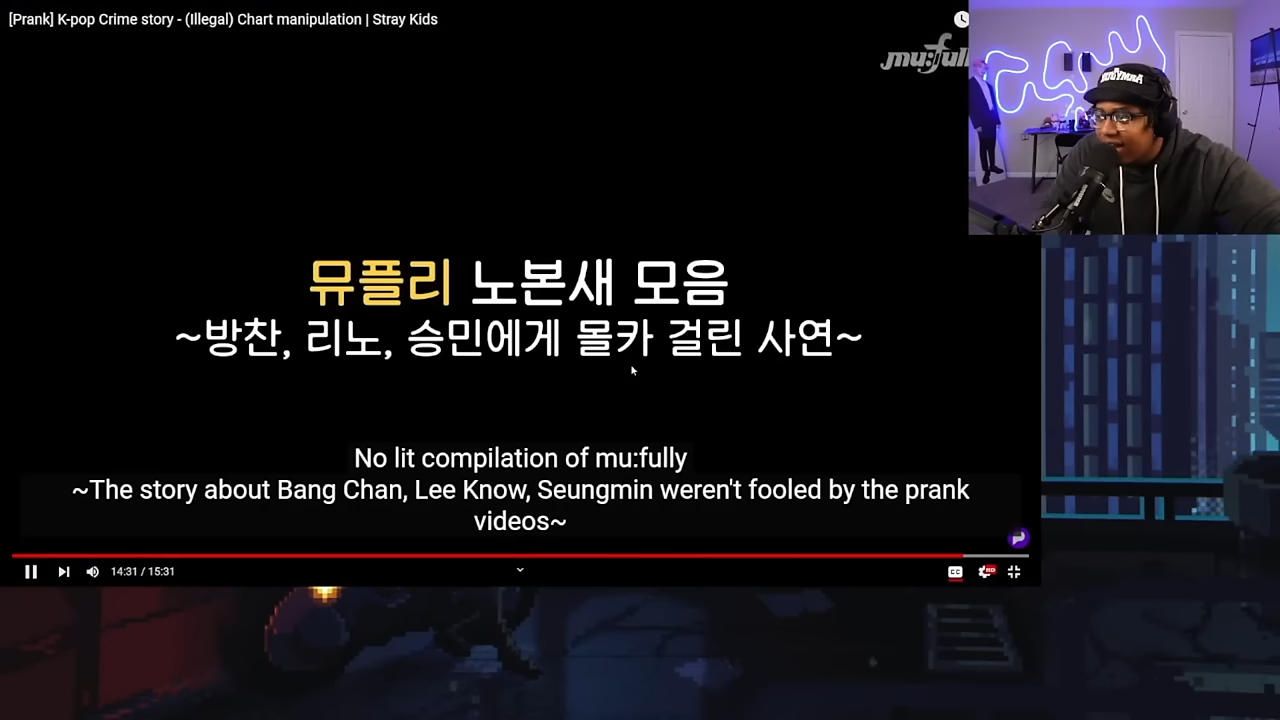 [Prank] K-pop Crime story - (Illegal) Chart manipulation | Stray Kids
mu:fully
뮤플리 노본새 모음
~방찬, 리노, 승민에게 몰카 걸린 사연~
No lit compilation of mu:fully
~The story about Bang Chan, Lee Know, Seungmin weren't fooled by the prank
videos~
14:31 / 15:31
CC
HD